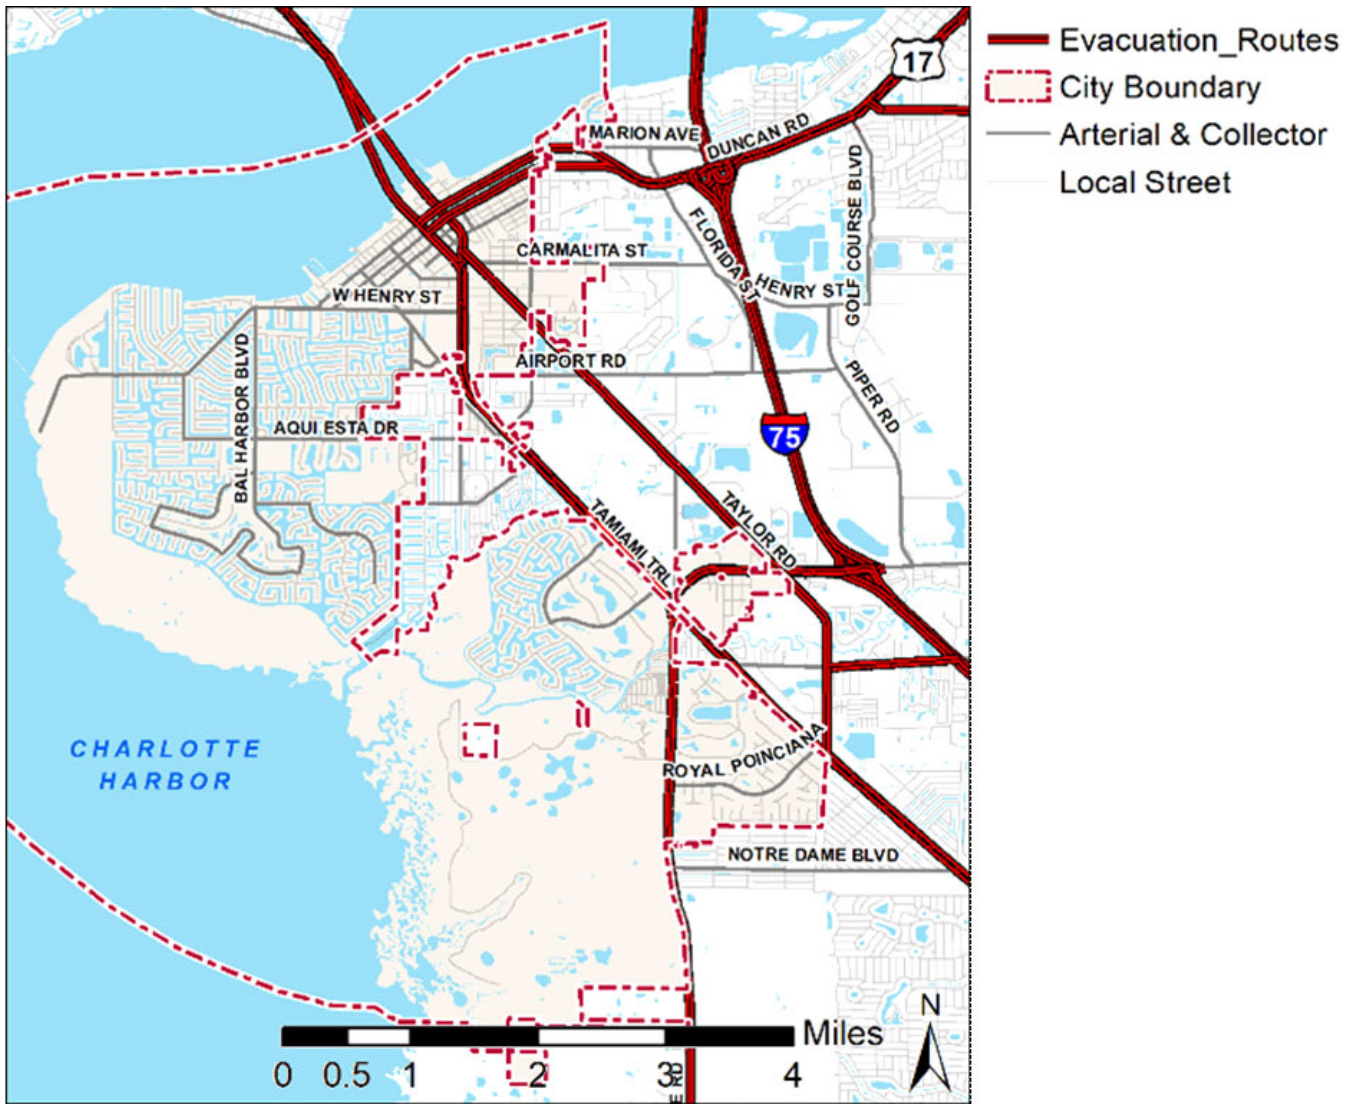 Evacuation_Routes
City Boundary
Arterial & Collector
Local Street
17
MARION AVE
DUNCAN RD
GOLF COURSE BLVD
FLORIDA ST
CARMALITA ST
HENRY ST
W HENRY ST
AIRPORT RD
PIPER RD
BAL HARBOR BLVD
AQUI ESTA DR
75
TAMIAMI TRL
TAYLOR RD
CHARLOTTE
HARBOR
ROYAL POINCIANA
NOTRE DAME BLVD
N
Miles
0 0.5 1 2 3 4